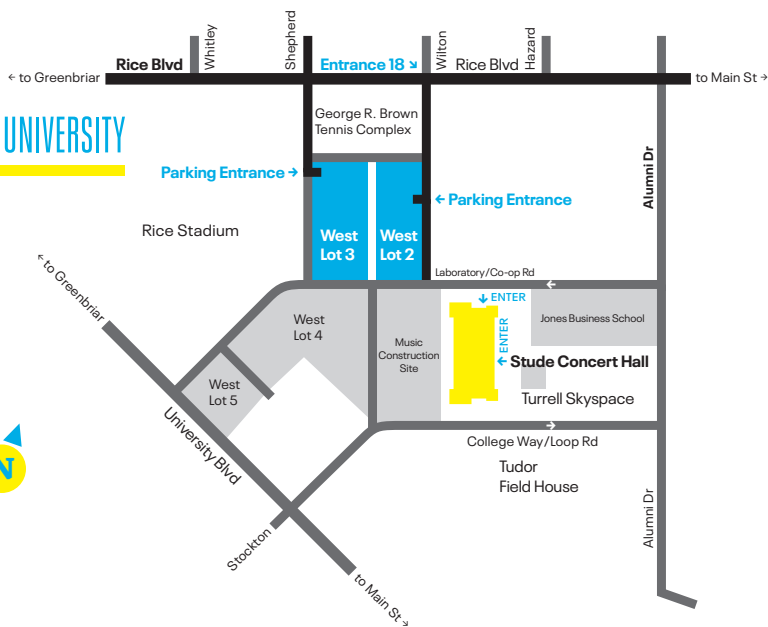 Whitley
Shepherd
Wilton
Hazard
Rice Blvd
Entrance 18 ↘
Rice Blvd
← to Greenbriar
to Main St →
George R. Brown
Tennis Complex
UNIVERSITY
Parking Entrance →
← Parking Entrance
Alumni Dr
Rice Stadium
West
Lot 3
West
Lot 2
← to Greenbriar
Laboratory/Co-op Rd
←
↓ ENTER
← ENTER
Jones Business School
West
Lot 4
Music
Construction
Site
Stude Concert Hall
West
Lot 5
Turrell Skyspace
University Blvd
→
College Way/Loop Rd
Tudor
Field House
N
Stockton
Alumni Dr
to Main St →